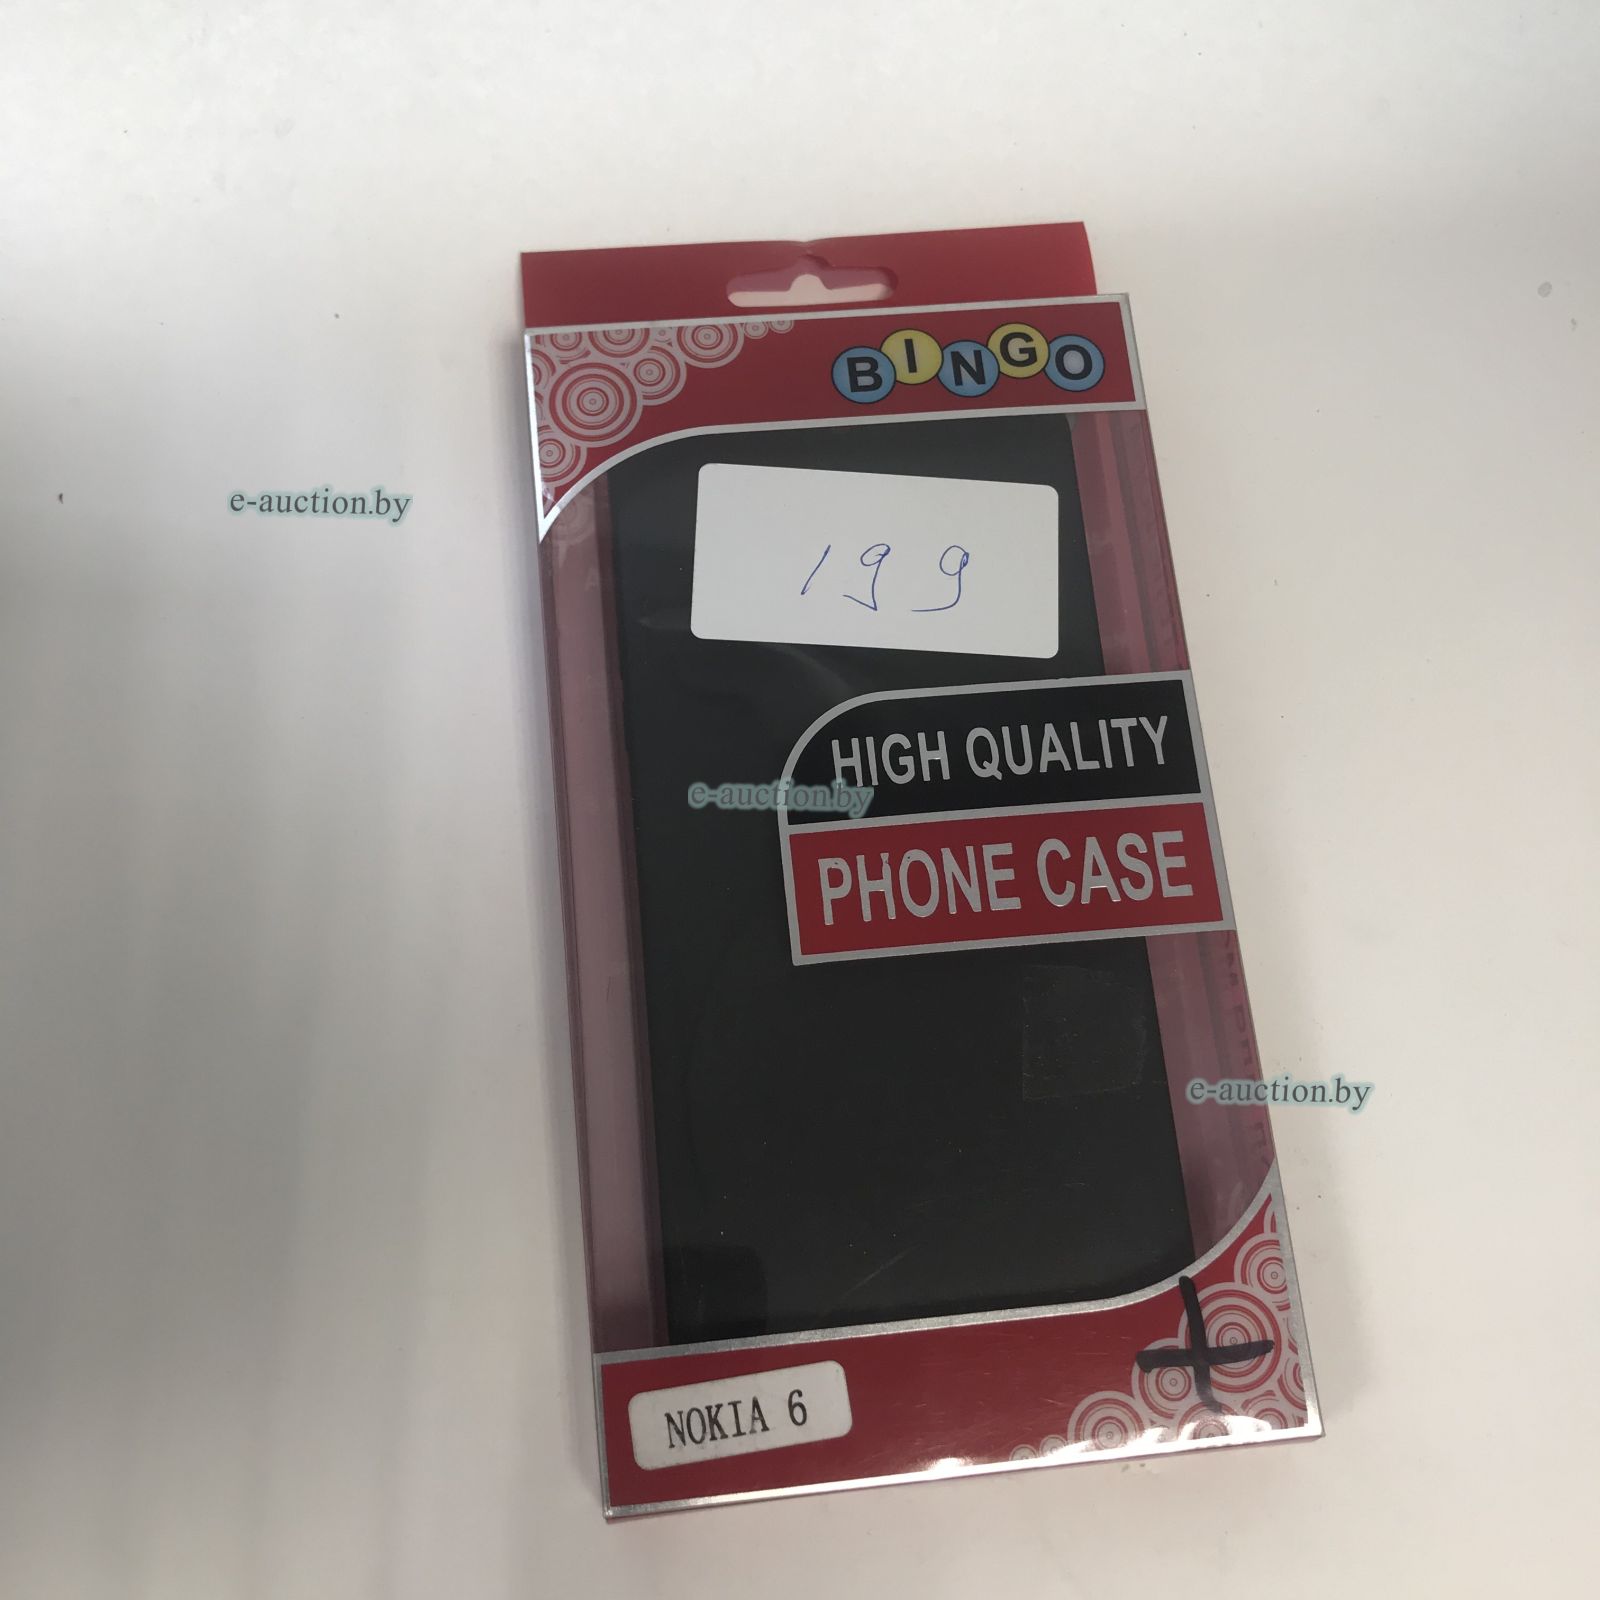 BINGO
199
e-auction.by
HIGH QUALITY
e-auction.by
PHONE CASE
e-auction.by
NOKIA 6
+